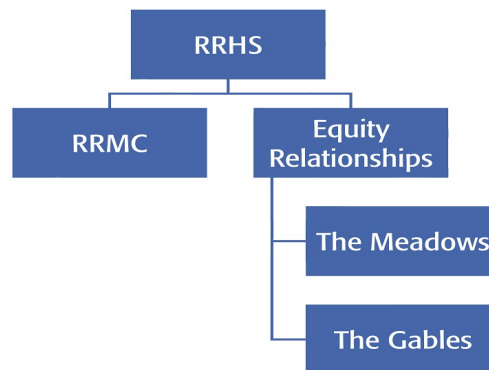 RRHS
RRMC
Equity
Relationships
The Meadows
The Gables